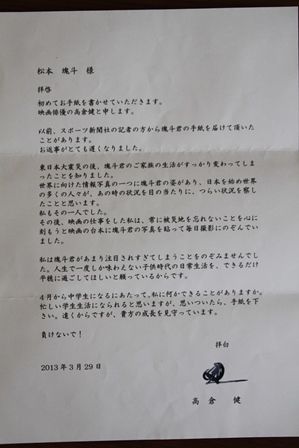 松本 瑰斗 様
拝啓
初めてお手紙を書かせていただきます。
映画俳優の高倉健と申します。
以前、スポーツ新聞社の記者の方から瑰斗君の手紙を届けて頂いた
ことがあります。
お返事がとても遅くなりました。
東日本大震災の後、瑰斗君のご家族の生活がすっかり変わってしまっ
たことを知りました。
世界に向けた情報写真の一つに瑰斗君の姿があり、日本を始め世界
の多くの人々が、あの時の状況を目の当たりに、つらい状況を察し
たことと思います。
私もその一人でした。
その後、映画の仕事をした私は、常に被災地を忘れないことを心に
刻もうと映画の台本に瑰斗君の写真を貼って毎日撮影にのぞんでい
ました。
私は瑰斗君があまり注目されすぎてしまうことをのぞみませんでし
た。人生で一度しか味わえない子供時代の日常生活を、できるだけ
平穏に過ごしてほしいと願っているからです。
4月から中学生になるにあたって、私に何かできることがありますか。
忙しい学生生活になられると思いますが、思いついたら、手紙を下
さい。遠くからですが、貴方の成長を見守っています。
負けないで！
拝白
2013年3月29日
高倉 健